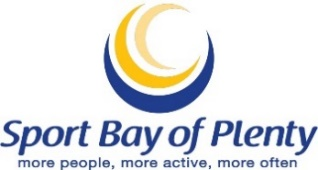 Sport Bay of Plenty
more people, more active, more often